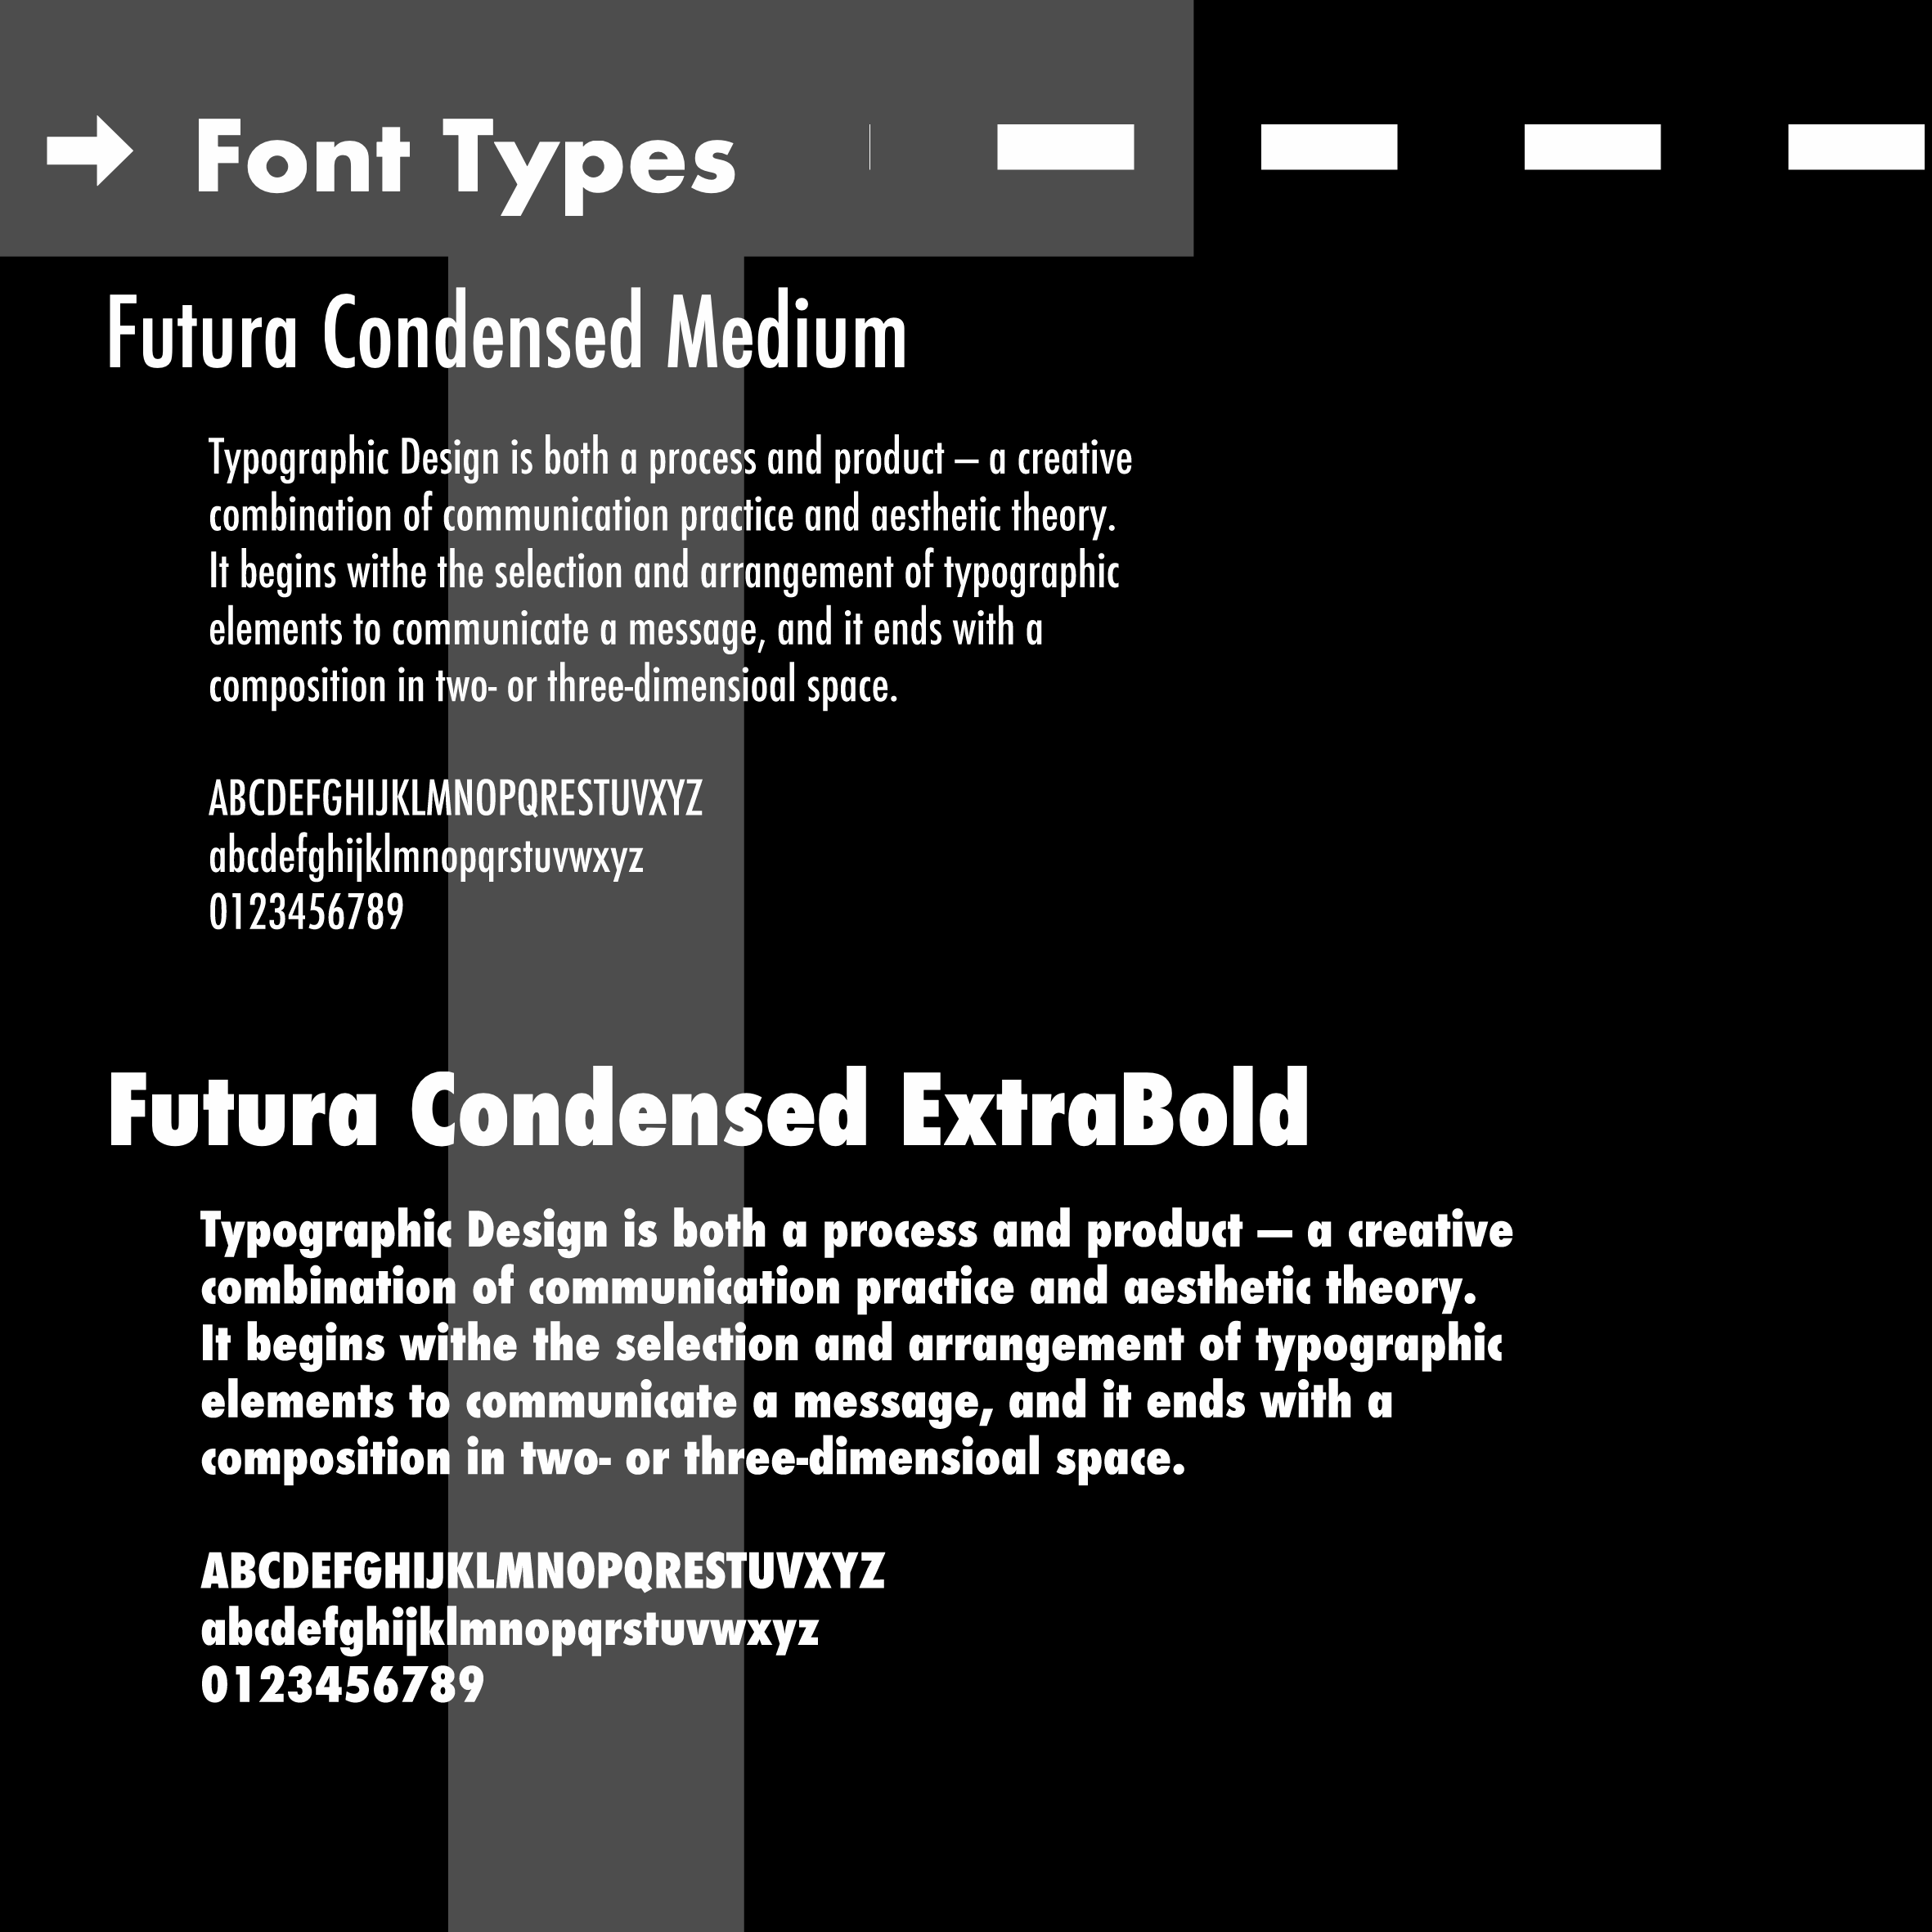 Font Types
Futura Condensed Medium
Typographic Design is both a process and product — a creative
combination of communication practice and aesthetic theory.
It begins withe the selection and arrangement of typographic
elements to communicate a message, and it ends with a
composition in two- or three-dimensioal space.
ABCDEFGHIJKLMNOPQRESTUVXYZ
abcdefghijklmnopqrstuvwxyz
0123456789
Futura Condensed ExtraBold
Typographic Design is both a process and product — a creative
combination of communication practice and aesthetic theory.
It begins withe the selection and arrangement of typographic
elements to communicate a message, and it ends with a
composition in two- or three-dimensioal space.
ABCDEFGHIJKLMNOPQRESTUVXYZ
abcdefghijklmnopqrstuvwxyz
0123456789